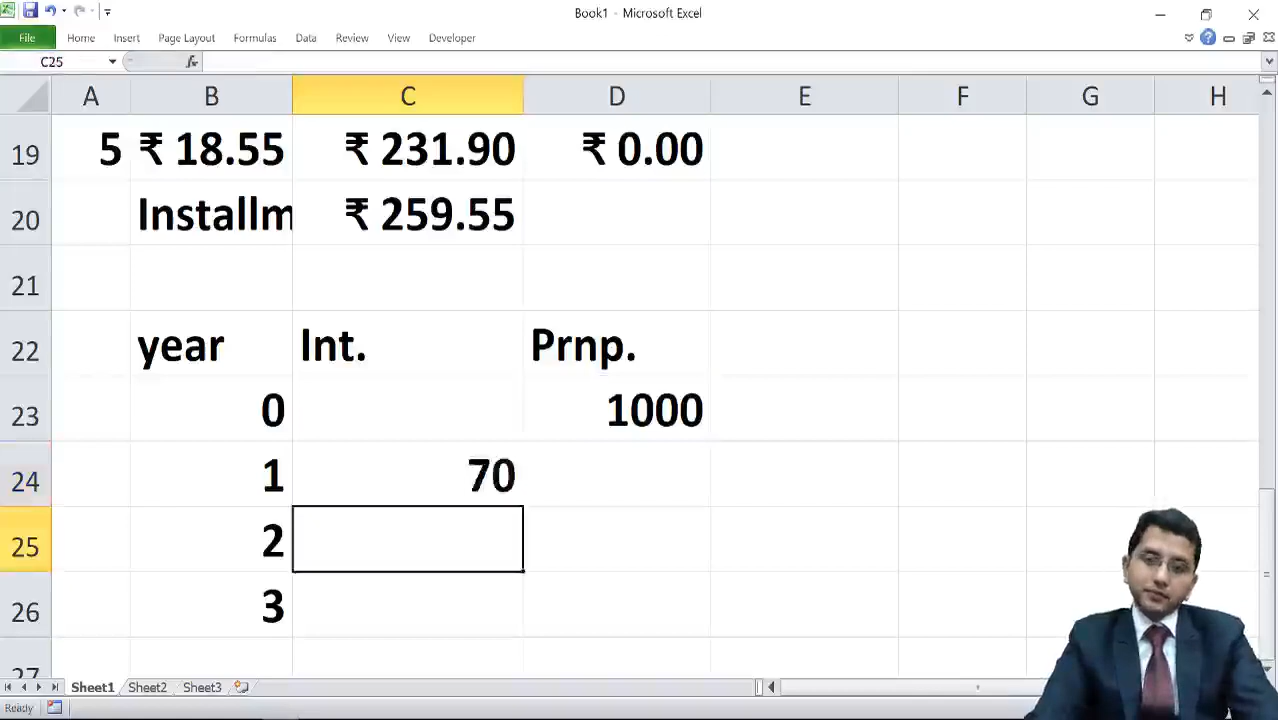 Book1 - Microsoft Excel
File Home Insert Page Layout Formulas Data Review View Developer
C25 fx
A B C D E F G H
19 5 ₹ 18.55 ₹ 231.90 ₹ 0.00
20 Installm ₹ 259.55
21
22 year Int. Prnp.
23 0 1000
24 1 70
25 2
26 3
27
Sheet1 Sheet2 Sheet3
Ready